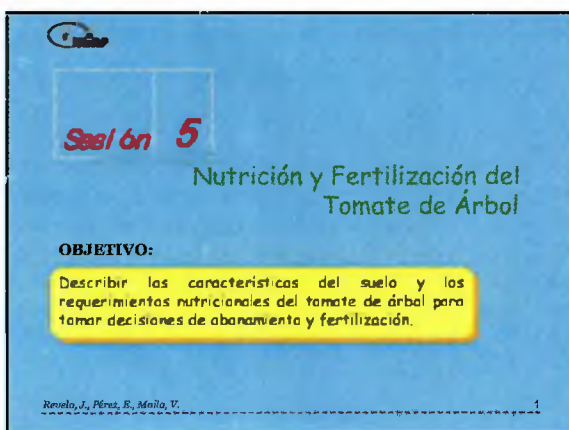 Sesión 5
Nutrición y Fertilización del
Tomate de Árbol
OBJETIVO:
Describir las características del suelo y los
requerimientos nutricionales del tomate de árbol para
tomar decisiones de abonamiento y fertilización.
Revelo, J., Pérez, E., Maila, V.
1